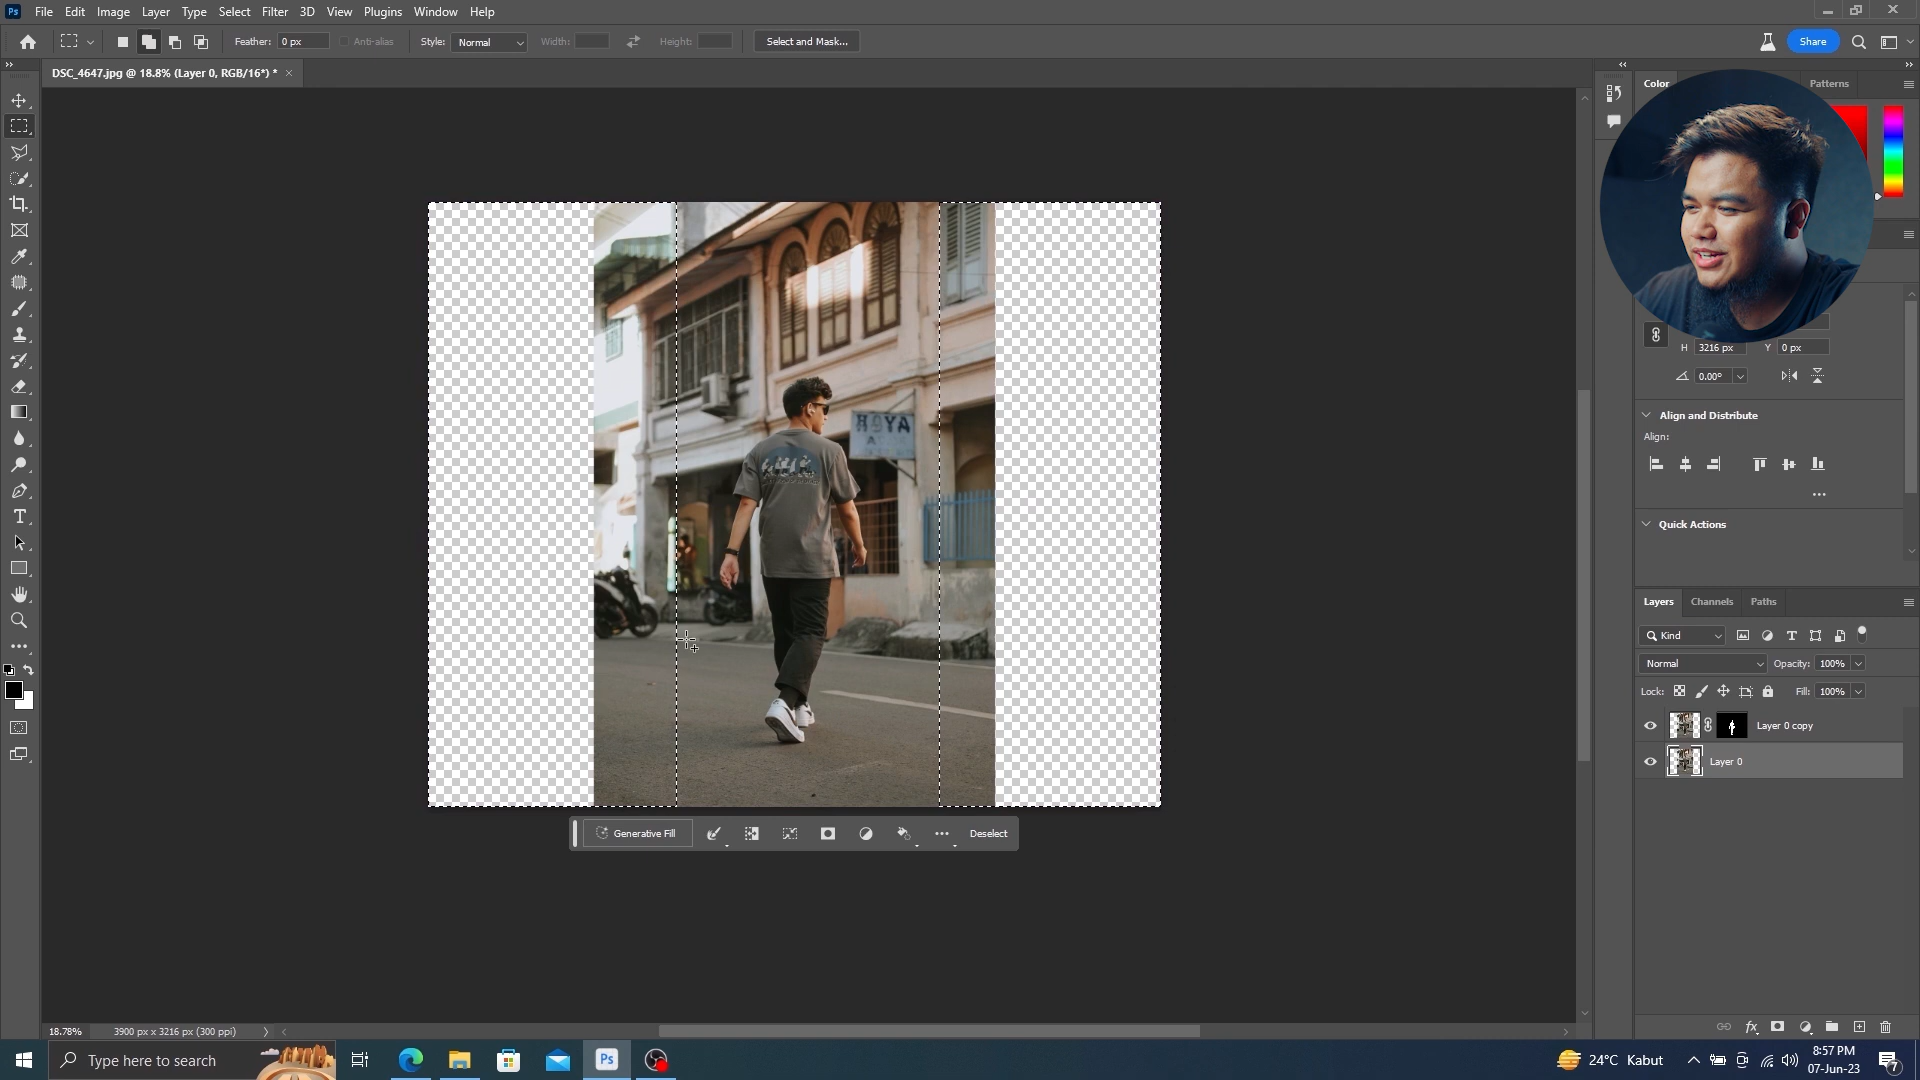 Ps File Edit Image Layer Type Select Filter 3D View Plugins Window Help
Feather: 0 px Anti-alias Style: Normal Width: Height: Select and Mask... Share
DSC_4647.jpg @ 18.8% (Layer 0, RGB/16*) * ×
Color Patterns
HOYA
H 3216 px Y 0 px
0.00°
Align and Distribute
Align:
Quick Actions
Layers Channels Paths
Kind
Normal Opacity: 100%
Lock: Fill: 100%
Layer 0 copy
Layer 0
Generative Fill Deselect
18.78% 3900 px x 3216 px (300 ppi)
Type here to search
Ps
24°C Kabut
8:57 PM
07-Jun-23
7